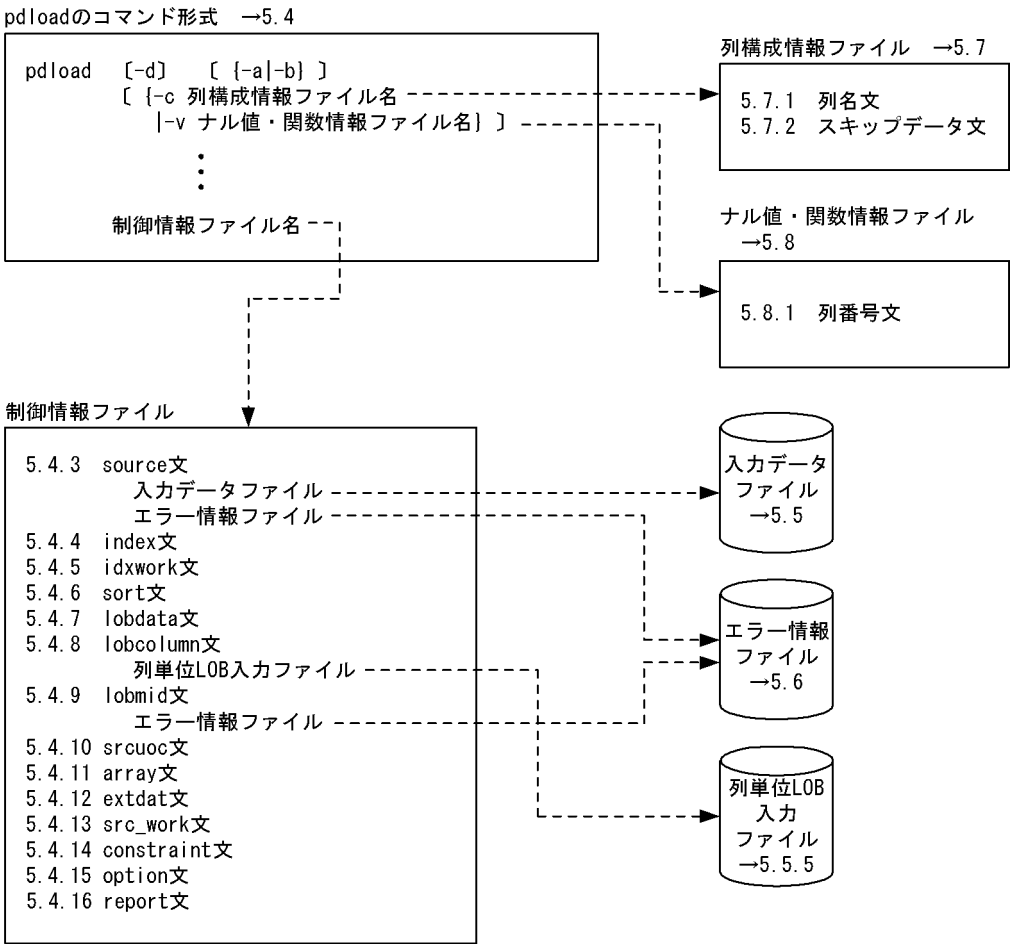 pdloadのコマンド形式 →5.4
pdload 〔-d〕 〔 {-a|-b} 〕
〔 {-c 列構成情報ファイル名
|-v ナル値・関数情報ファイル名} 〕
制御情報ファイル名
列構成情報ファイル →5.7
5.7.1 列名文
5.7.2 スキップデータ文
ナル値・関数情報ファイル
→5.8
5.8.1 列番号文
制御情報ファイル
5.4.3 source文
入力データファイル
エラー情報ファイル
5.4.4 index文
5.4.5 idxwork文
5.4.6 sort文
5.4.7 lobdata文
5.4.8 lobcolumn文
列単位LOB入力ファイル
5.4.9 lobmid文
エラー情報ファイル
5.4.10 srcuoc文
5.4.11 array文
5.4.12 extdat文
5.4.13 src_work文
5.4.14 constraint文
5.4.15 option文
5.4.16 report文
入力データ
ファイル
→5.5
エラー情報
ファイル
→5.6
列単位LOB
入力
ファイル
→5.5.5